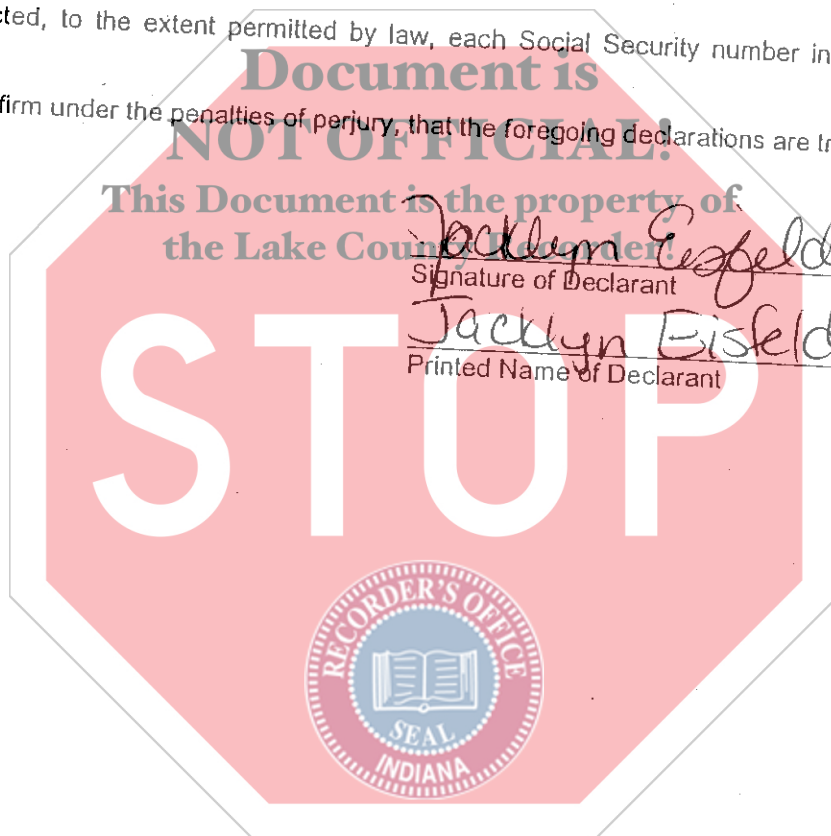 cted, to the extent permitted by law, each Social Security number in
Document is
firm under the penalties of perjury, that the foregoing declarations are tr
NOT OFFICIAL!
This Document is the property of
the Lake County Recorder!
Jacklyn Eisfeld
Signature of Declarant
Jacklyn Eisfeld
Printed Name of Declarant
STOP
RECORDER'S OFFICE
SEAL
INDIANA